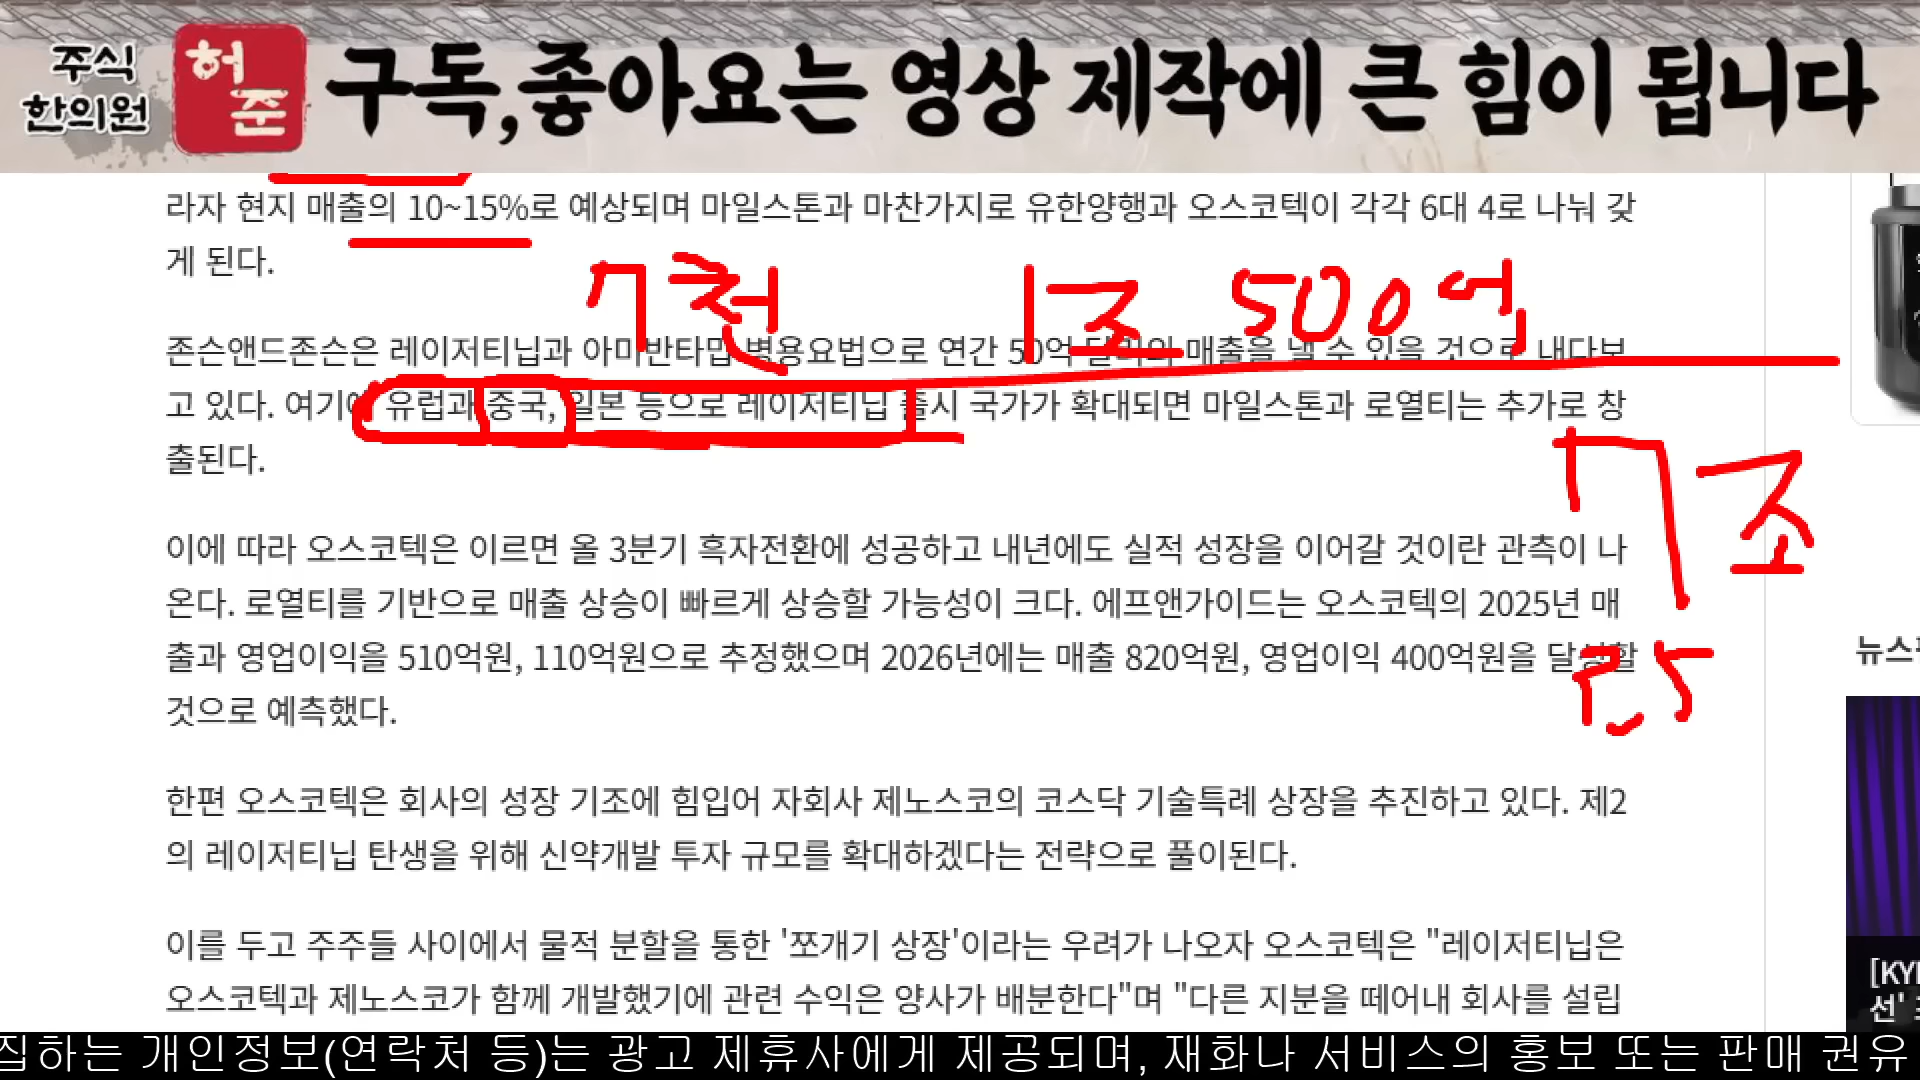 주식
한의원
허준
구독,좋아요는 영상 제작에 큰 힘이 됩니다
라자 현지 매출의 10~15%로 예상되며 마일스톤과 마찬가지로 유한양행과 오스코텍이 각각 6대 4로 나눠 갖
게 된다.
7천 1조 500억
존슨앤드존슨은 레이저티닙과 아미반타맙 병용요법으로 연간 50억 달러의 매출을 낼 수 있을 것으로 내다보
고 있다. 여기에 유럽과 중국, 일본 등으로 레이저티닙 출시 국가가 확대되면 마일스톤과 로열티는 추가로 창
출된다.
7조
이에 따라 오스코텍은 이르면 올 3분기 흑자전환에 성공하고 내년에도 실적 성장을 이어갈 것이란 관측이 나
온다. 로열티를 기반으로 매출 상승이 빠르게 상승할 가능성이 크다. 에프앤가이드는 오스코텍의 2025년 매
출과 영업이익을 510억원, 110억원으로 추정했으며 2026년에는 매출 820억원, 영업이익 400억원을 달성할
것으로 예측했다.
한편 오스코텍은 회사의 성장 기조에 힘입어 자회사 제노스코의 코스닥 기술특례 상장을 추진하고 있다. 제2
의 레이저티닙 탄생을 위해 신약개발 투자 규모를 확대하겠다는 전략으로 풀이된다.
이를 두고 주주들 사이에서 물적 분할을 통한 '쪼개기 상장'이라는 우려가 나오자 오스코텍은 "레이저티닙은
오스코텍과 제노스코가 함께 개발했기에 관련 수익은 양사가 배분한다"며 "다른 지분을 떼어내 회사를 설립
뉴스
[KY
선'
집하는 개인정보(연락처 등)는 광고 제휴사에게 제공되며, 재화나 서비스의 홍보 또는 판매 권유